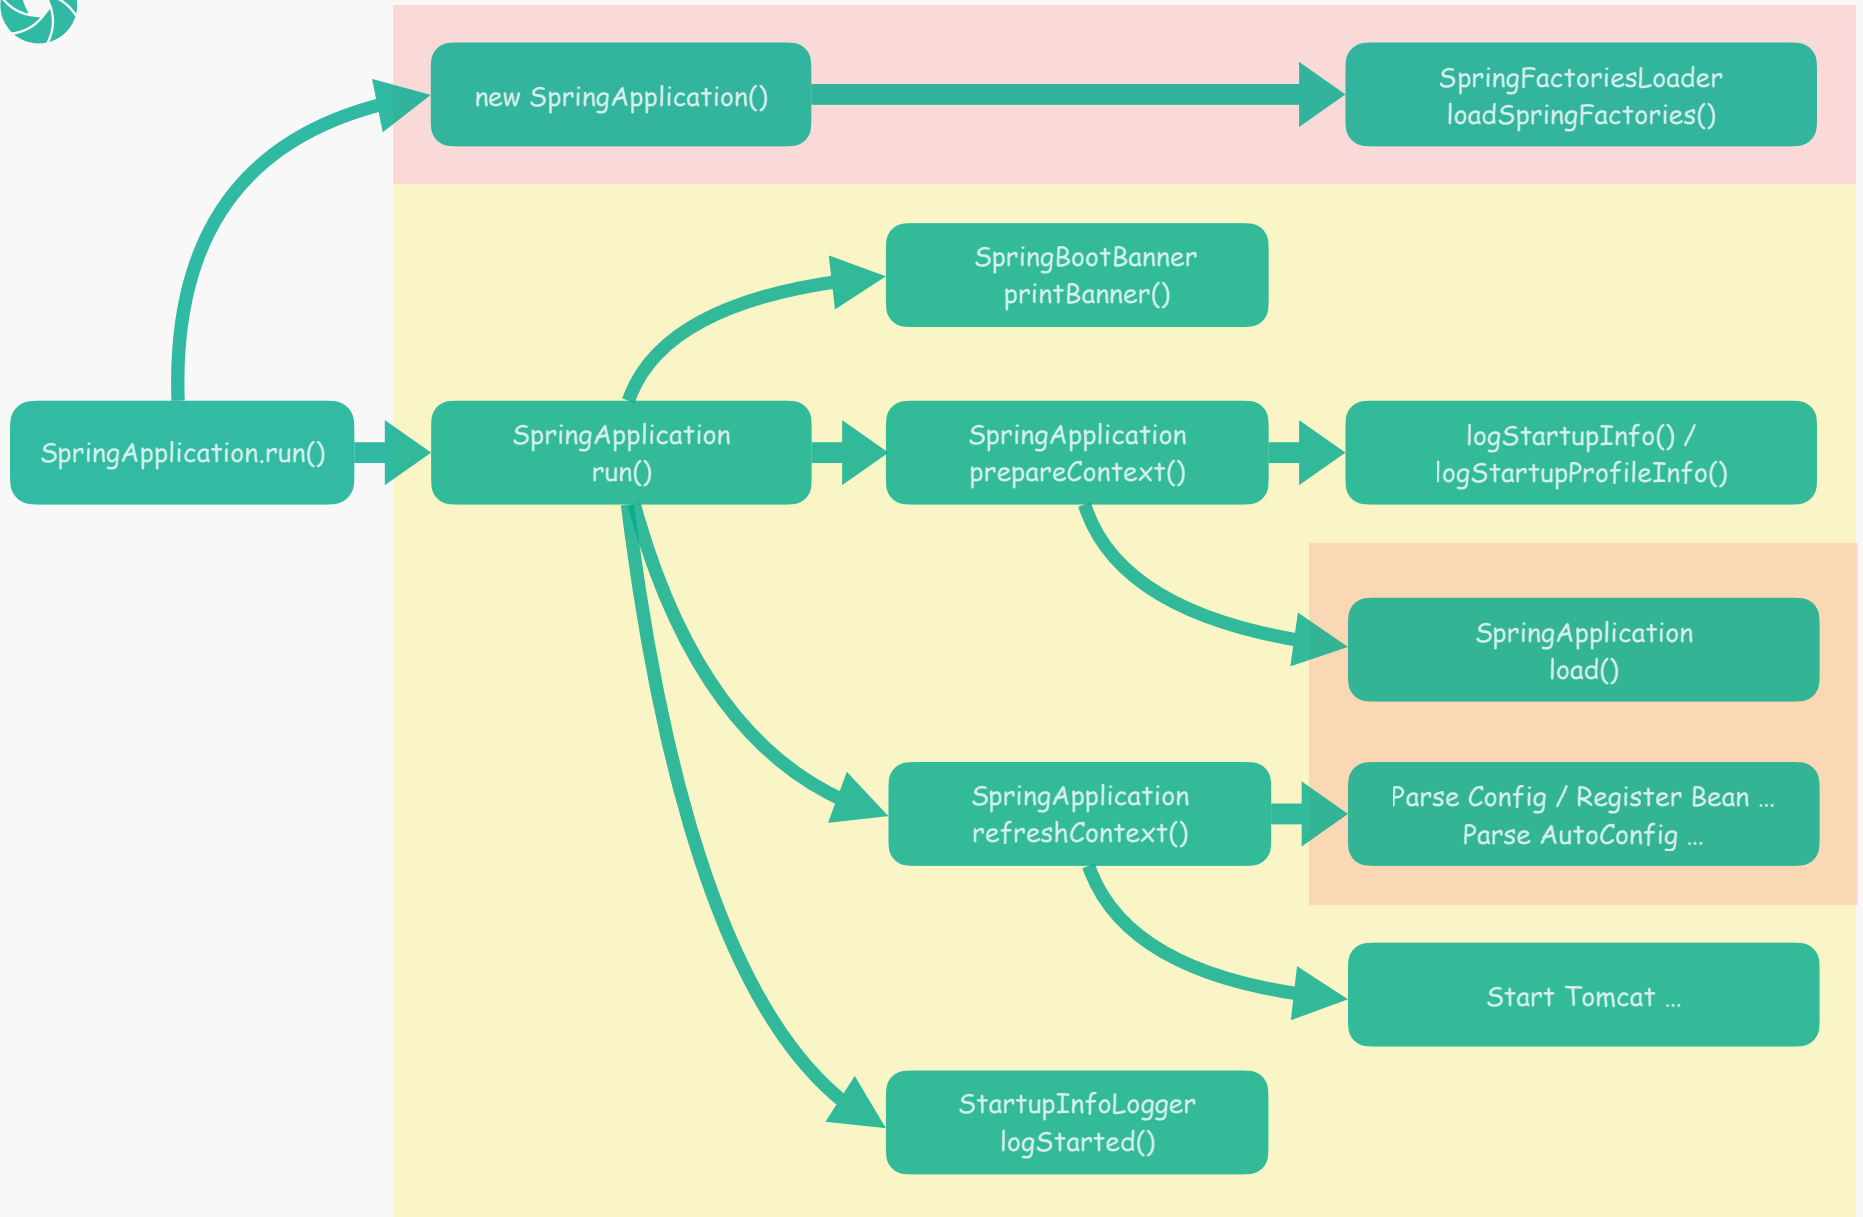 new SpringApplication()
SpringFactoriesLoader
loadSpringFactories()
SpringBootBanner
printBanner()
SpringApplication.run()
SpringApplication
run()
SpringApplication
prepareContext()
logStartupInfo() /
logStartupProfileInfo()
SpringApplication
load()
SpringApplication
refreshContext()
Parse Config / Register Bean ...
Parse AutoConfig ...
Start Tomcat ...
StartupInfoLogger
logStarted()